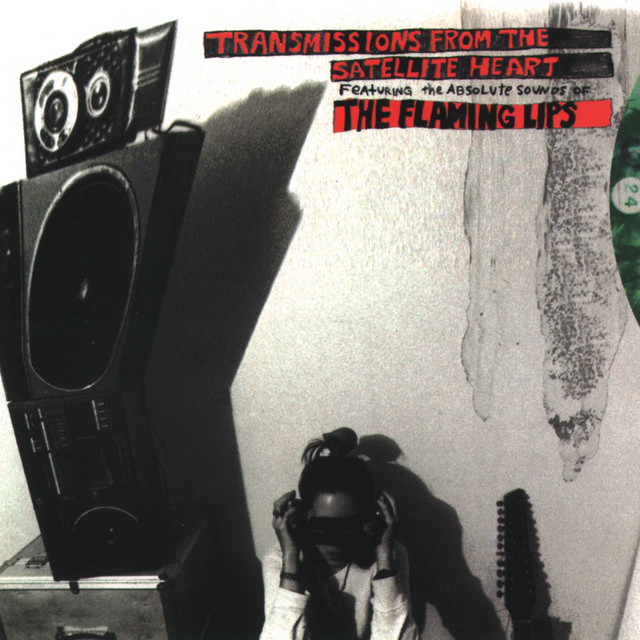 TRANSMISSIONS FROM THE
SATELLITE HEART
FEATURING the ABSOLUTE SOUNDS OF
THE FLAMING LIPS
24